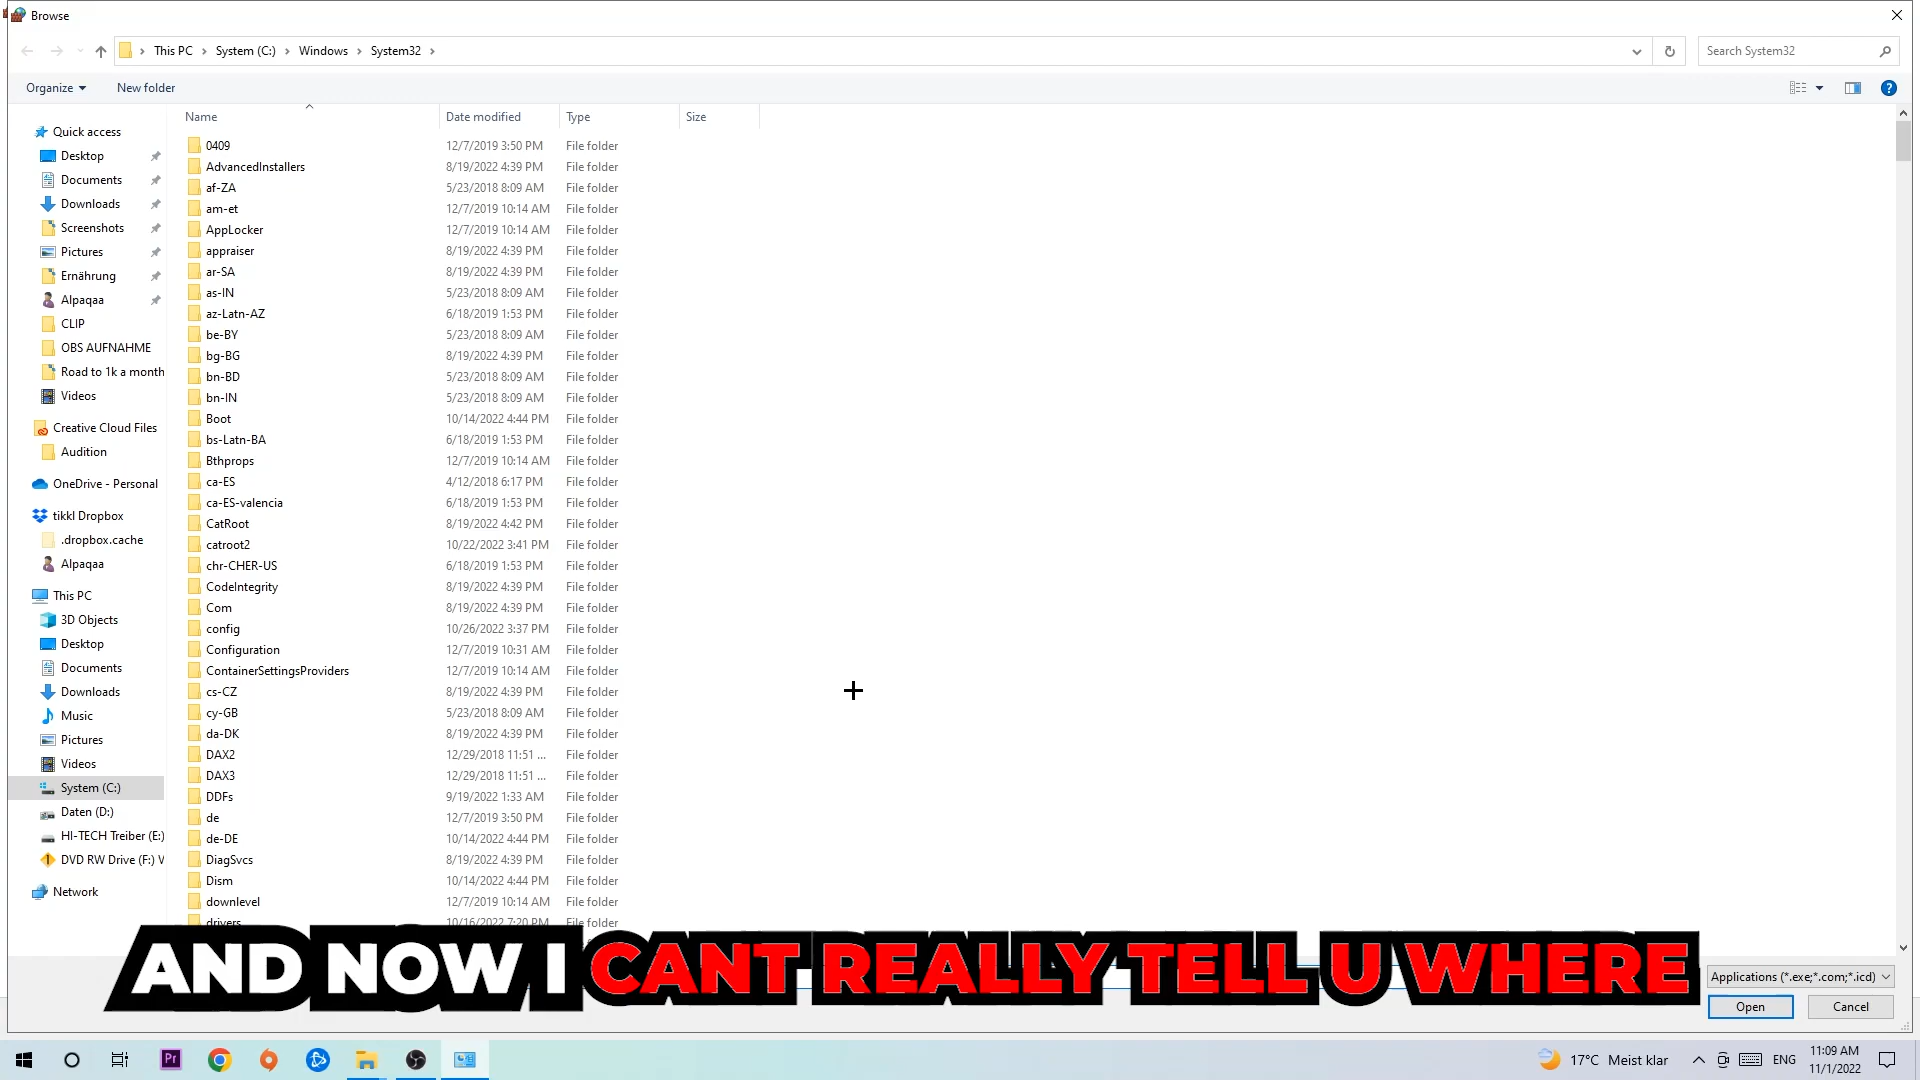 Browse
This PC > System (C:) > Windows > System32 >
Search System32
Organize
New folder
Name
Date modified
Type
Size
Quick access
Desktop
Documents
Downloads
Screenshots
Pictures
Ernährung
Alpaqaa
CLIP
OBS AUFNAHME
Road to 1k a month
Videos
Creative Cloud Files
Audition
OneDrive - Personal
tikkl Dropbox
.dropbox.cache
Alpaqaa
This PC
3D Objects
Desktop
Documents
Downloads
Music
Pictures
Videos
System (C:)
Daten (D:)
HI-TECH Treiber (E:)
DVD RW Drive (F:) V
Network
0409 12/7/2019 3:50 PM File folder
AdvancedInstallers 8/19/2022 4:39 PM File folder
af-ZA 5/23/2018 8:09 AM File folder
am-et 12/7/2019 10:14 AM File folder
AppLocker 12/7/2019 10:14 AM File folder
appraiser 8/19/2022 4:39 PM File folder
ar-SA 8/19/2022 4:39 PM File folder
as-IN 5/23/2018 8:09 AM File folder
az-Latn-AZ 6/18/2019 1:53 PM File folder
be-BY 5/23/2018 8:09 AM File folder
bg-BG 8/19/2022 4:39 PM File folder
bn-BD 5/23/2018 8:09 AM File folder
bn-IN 5/23/2018 8:09 AM File folder
Boot 10/14/2022 4:44 PM File folder
bs-Latn-BA 6/18/2019 1:53 PM File folder
Bthprops 12/7/2019 10:14 AM File folder
ca-ES 4/12/2018 6:17 PM File folder
ca-ES-valencia 6/18/2019 1:53 PM File folder
CatRoot 8/19/2022 4:42 PM File folder
catroot2 10/22/2022 3:41 PM File folder
chr-CHER-US 6/18/2019 1:53 PM File folder
CodeIntegrity 8/19/2022 4:39 PM File folder
Com 8/19/2022 4:39 PM File folder
config 10/26/2022 3:37 PM File folder
Configuration 12/7/2019 10:31 AM File folder
ContainerSettingsProviders 12/7/2019 10:14 AM File folder
cs-CZ 8/19/2022 4:39 PM File folder
cy-GB 5/23/2018 8:09 AM File folder
da-DK 8/19/2022 4:39 PM File folder
DAX2 12/29/2018 11:51 ... File folder
DAX3 12/29/2018 11:51 ... File folder
DDFs 9/19/2022 1:33 AM File folder
de 12/7/2019 3:50 PM File folder
de-DE 10/14/2022 4:44 PM File folder
DiagSvcs 8/19/2022 4:39 PM File folder
Dism 10/14/2022 4:44 PM File folder
downlevel 12/7/2019 10:14 AM File folder
drivers 10/16/2022 7:20 PM File folder
AND NOW I CANT REALLY TELL U WHERE
Applications (*.exe;*.com;*.icd)
Open
Cancel
Pr
17°C Meist klar
ENG
11:09 AM
11/1/2022